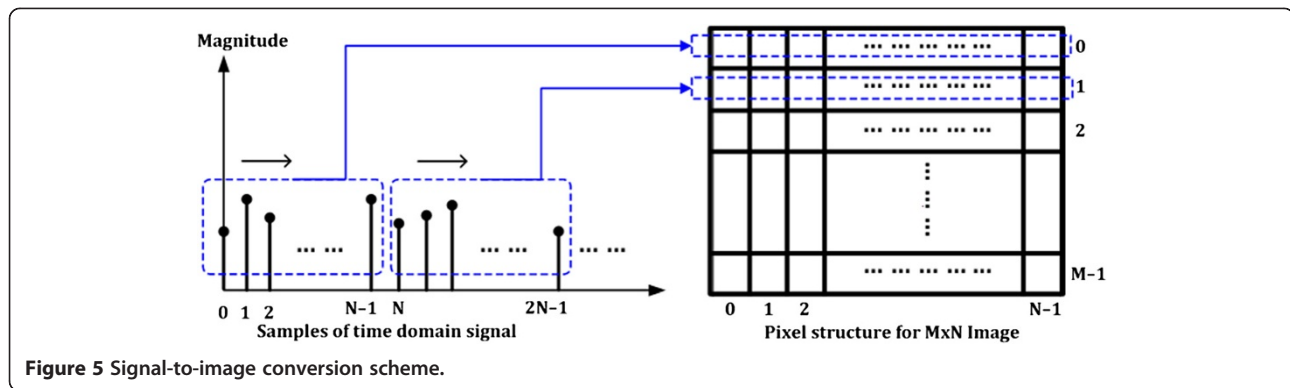 Magnitude
... ... ... ... ... 0
... ... ... ... ... 1
... ... ... ... ... 2
... ... ...
... ... ... ... ... M-1
0 1 2 N-1
Pixel structure for MxN Image
... ... ... ... ... ...
0 1 2 N-1 N 2N-1
Samples of time domain signal
Figure 5 Signal-to-image conversion scheme.